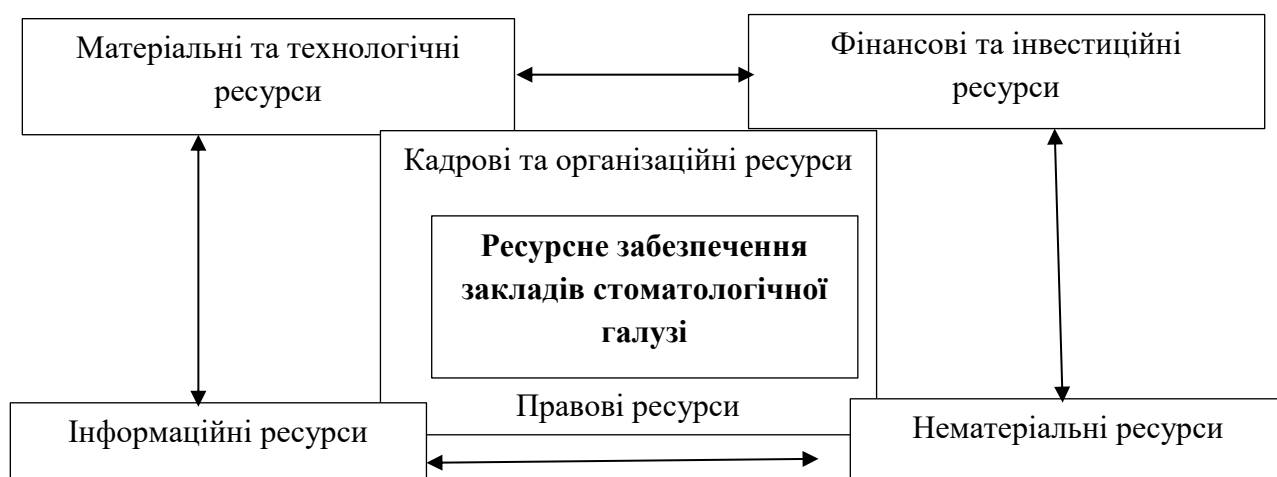 Матеріальні та технологічні
ресурси
Фінансові та інвестиційні
ресурси
Кадрові та організаційні ресурси
Ресурсне забезпечення
закладів стоматологічної
галузі
Правові ресурси
Інформаційні ресурси
Нематеріальні ресурси